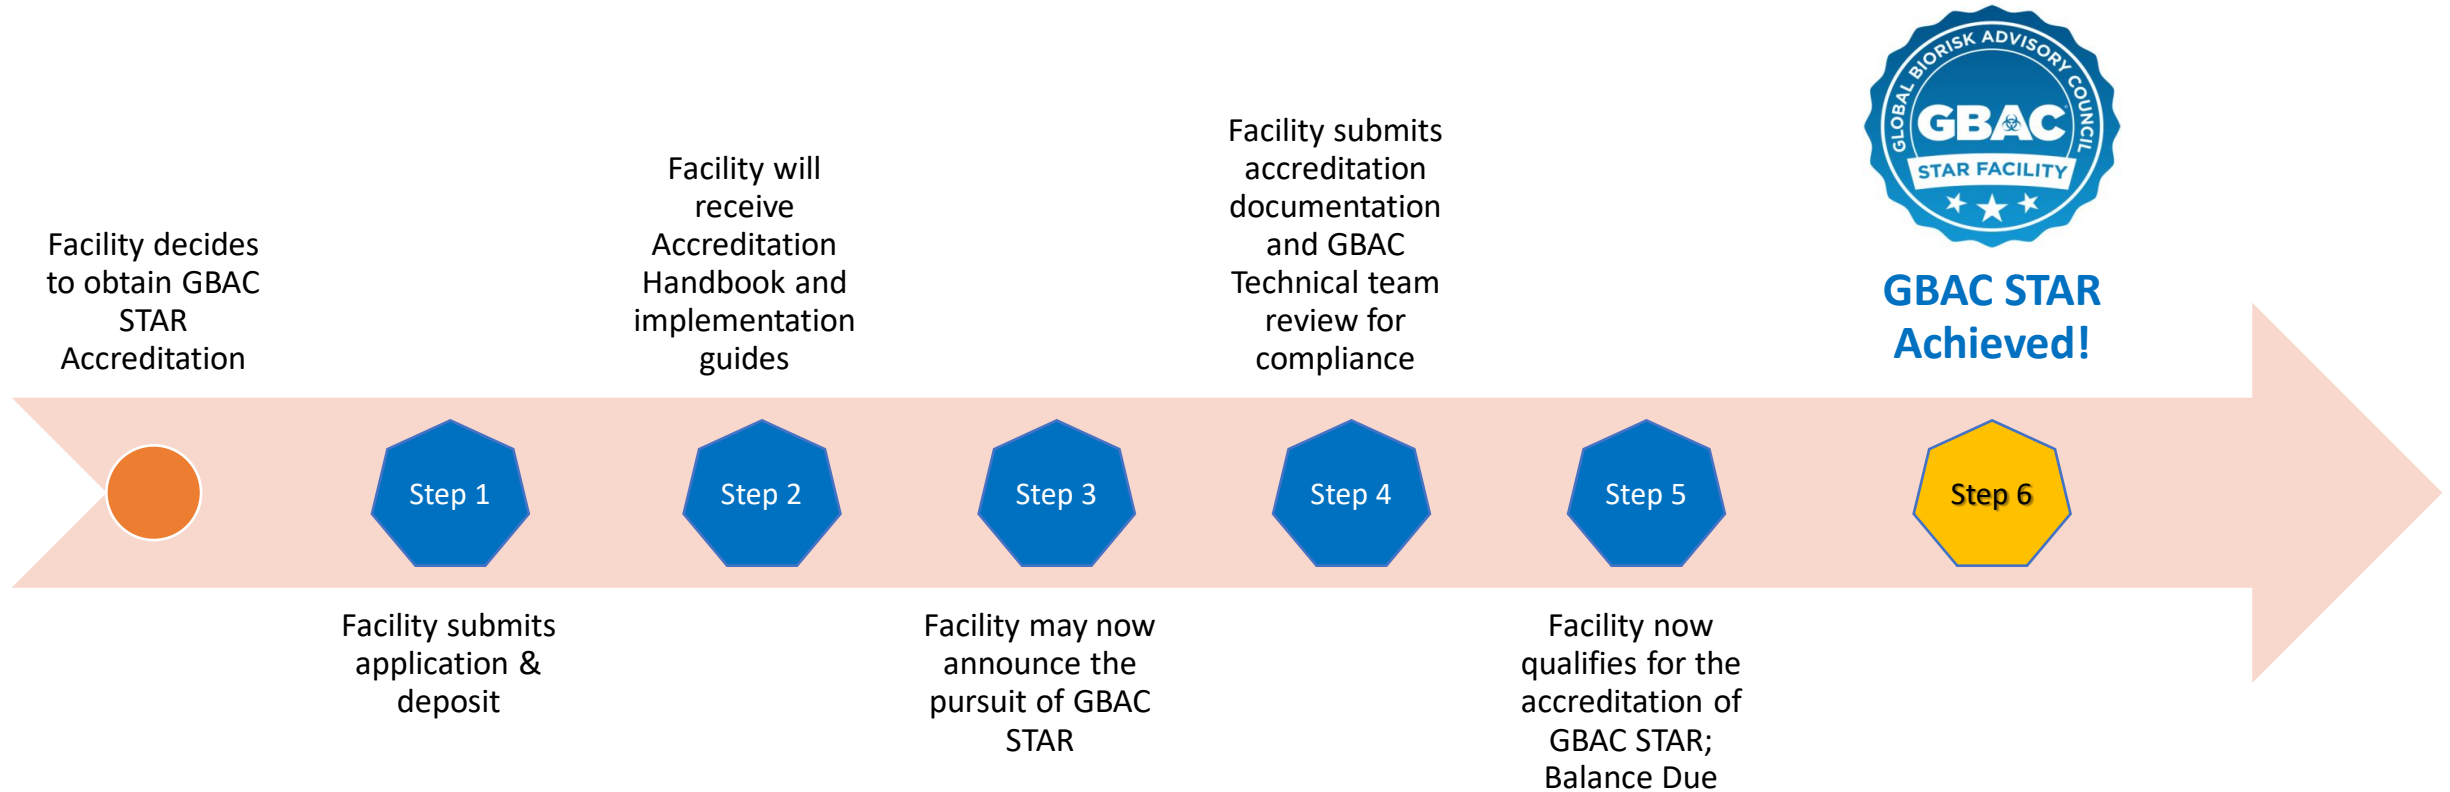 Facility decides
to obtain GBAC
STAR
Accreditation
Step 1
Facility submits
application &
deposit
Facility will
receive
Accreditation
Handbook and
implementation
guides
Step 2
Step 3
Facility may now
announce the
pursuit of GBAC
STAR
Facility submits
accreditation
documentation
and GBAC
Technical team
review for
compliance
Step 4
Step 5
Facility now
qualifies for the
accreditation of
GBAC STAR;
Balance Due
GLOBAL BIORISK ADVISORY COUNCIL
GBAC
STAR FACILITY
GBAC STAR
Achieved!
Step 6